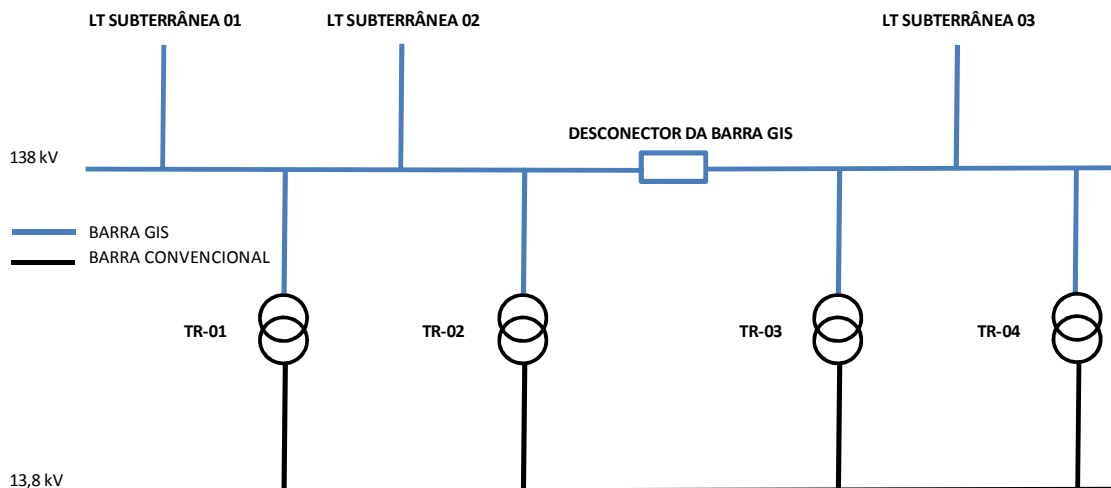 LT SUBTERRÂNEA 01
LT SUBTERRÂNEA 02
LT SUBTERRÂNEA 03
DESCONECTOR DA BARRA GIS
138 kV
BARRA GIS
BARRA CONVENCIONAL
TR-01
TR-02
TR-03
TR-04
13,8 kV